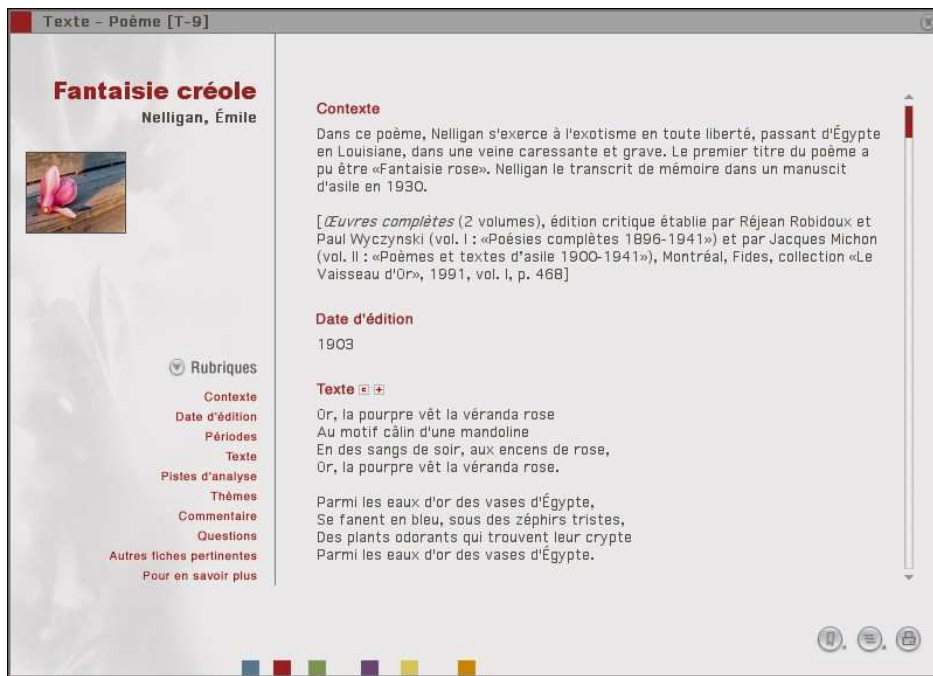 Texte - Poème [T-9]
Fantaisie créole
Nelligan, Émile
Rubriques
Contexte
Date d'édition
Périodes
Texte
Pistes d'analyse
Thèmes
Commentaire
Questions
Autres fiches pertinentes
Pour en savoir plus
Contexte
Dans ce poème, Nelligan s'exerce à l'exotisme en toute liberté, passant d'Égypte
en Louisiane, dans une veine caressante et grave. Le premier titre du poème a
pu être «Fantaisie rose». Nelligan le transcrit de mémoire dans un manuscit
d'asile en 1930.
[Œuvres complètes (2 volumes), édition critique établie par Réjean Robidoux et
Paul Wyczynski (vol. I : «Poésies complètes 1896-1941») et par Jacques Michon
(vol. II : «Poèmes et textes d'asile 1900-1941»), Montréal, Fides, collection «Le
Vaisseau d'Or», 1991, vol. I, p. 468]
Date d'édition
1903
Texte
Or, la pourpre vêt la véranda rose
Au motif câlin d'une mandoline
En des sangs de soir, aux encens de rose,
Or, la pourpre vêt la véranda rose.
Parmi les eaux d'or des vases d'Égypte,
Se fanent en bleu, sous des zéphirs tristes,
Des plants odorants qui trouvent leur crypte
Parmi les eaux d'or des vases d'Égypte.